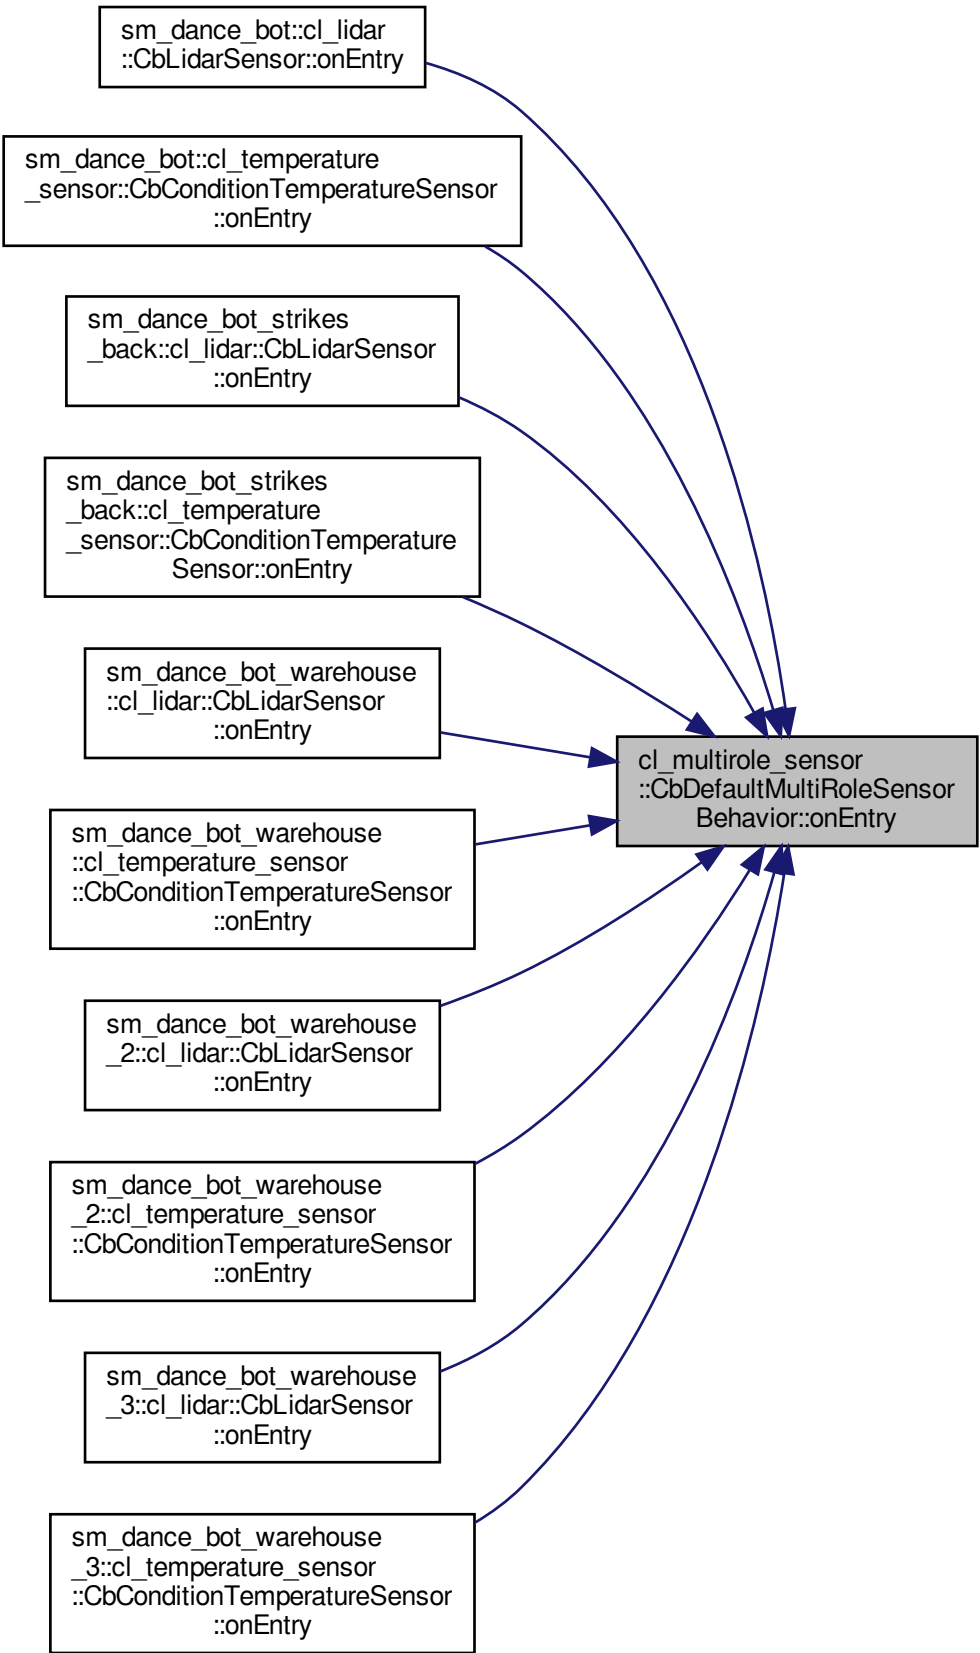 sm_dance_bot::cl_lidar
::CbLidarSensor::onEntry
sm_dance_bot::cl_temperature
_sensor::CbConditionTemperatureSensor
::onEntry
sm_dance_bot_strikes
_back::cl_lidar::CbLidarSensor
::onEntry
sm_dance_bot_strikes
_back::cl_temperature
_sensor::CbConditionTemperature
Sensor::onEntry
sm_dance_bot_warehouse
::cl_lidar::CbLidarSensor
::onEntry
cl_multirole_sensor
::CbDefaultMultiRoleSensor
Behavior::onEntry
sm_dance_bot_warehouse
::cl_temperature_sensor
::CbConditionTemperatureSensor
::onEntry
sm_dance_bot_warehouse
_2::cl_lidar::CbLidarSensor
::onEntry
sm_dance_bot_warehouse
_2::cl_temperature_sensor
::CbConditionTemperatureSensor
::onEntry
sm_dance_bot_warehouse
_3::cl_lidar::CbLidarSensor
::onEntry
sm_dance_bot_warehouse
_3::cl_temperature_sensor
::CbConditionTemperatureSensor
::onEntry